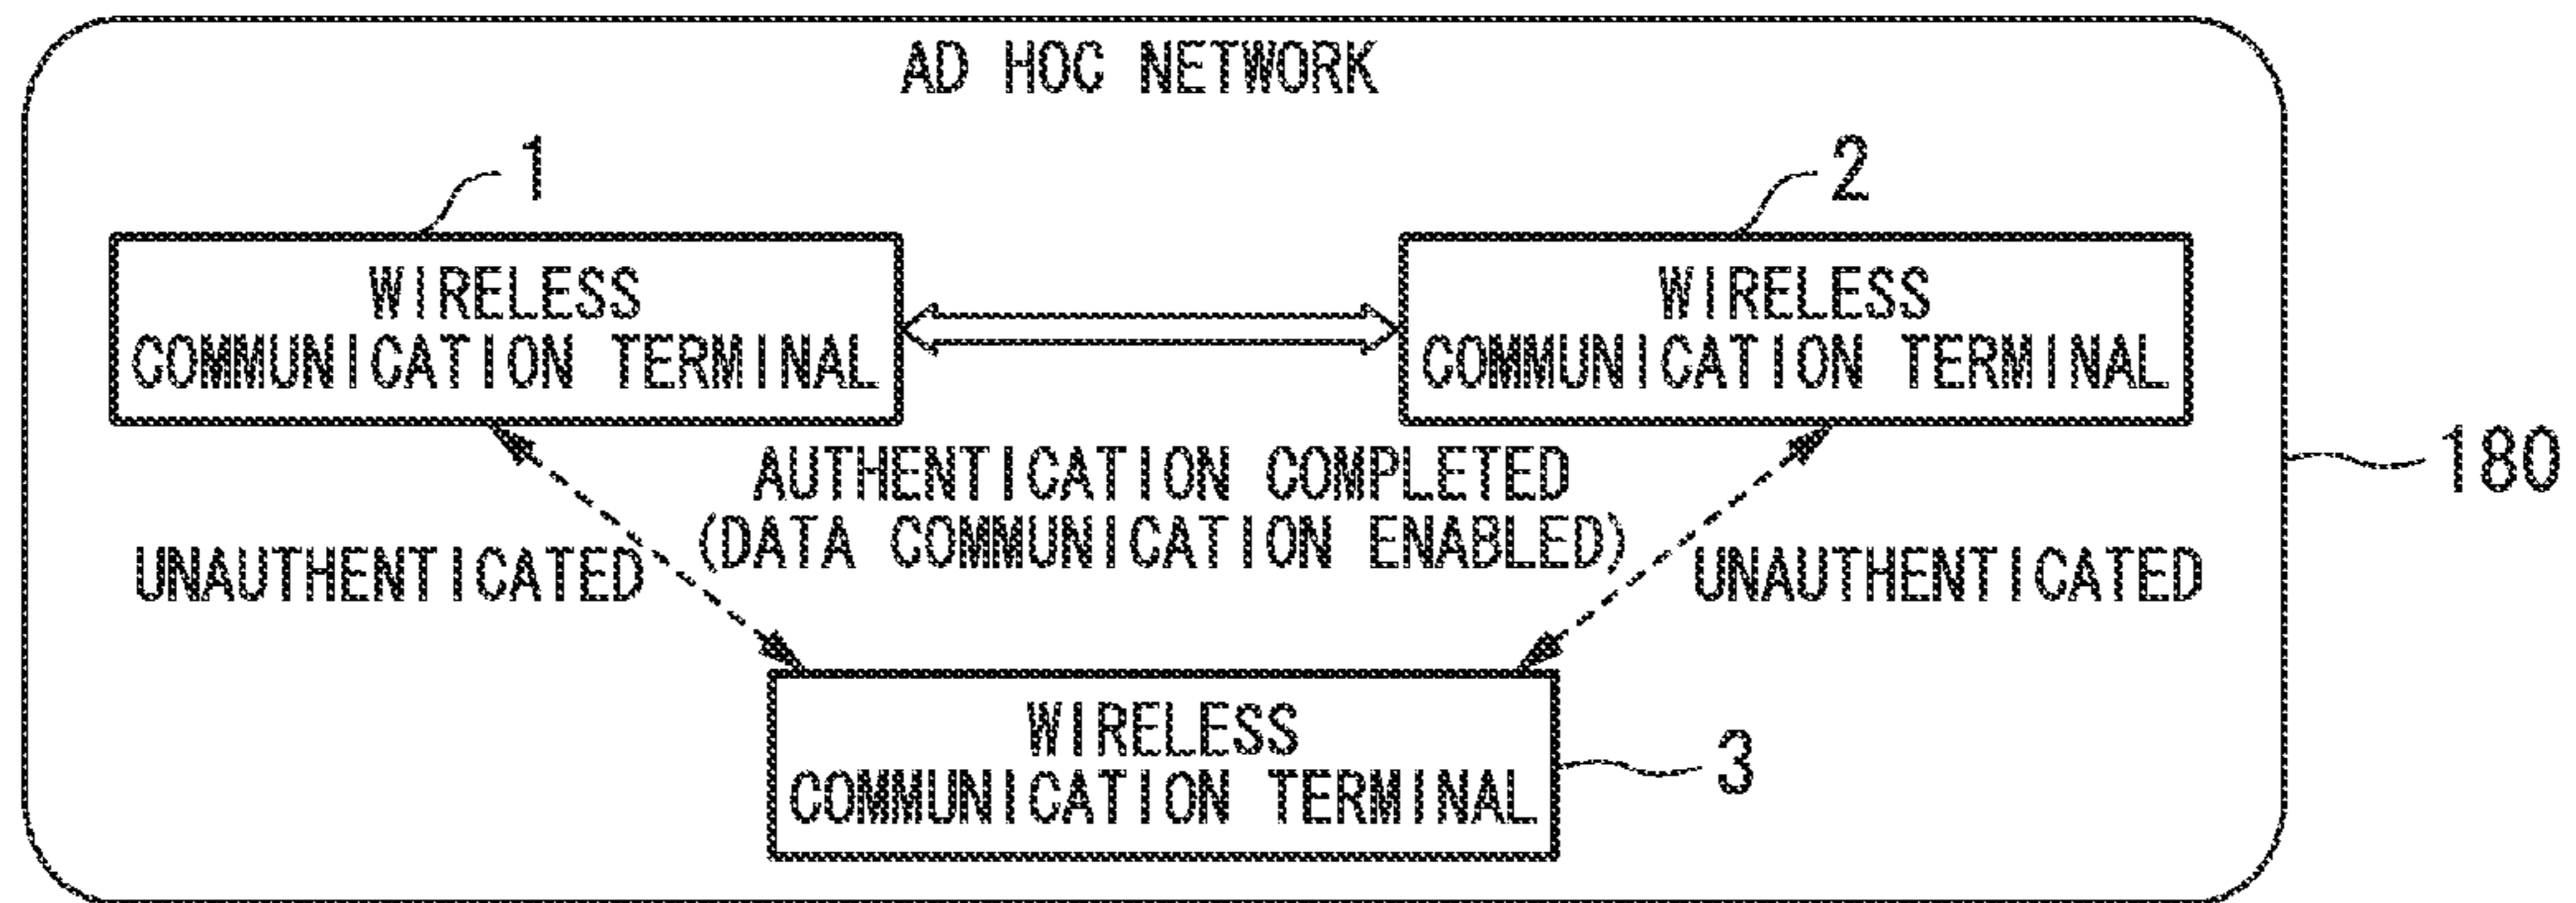 AD HOC NETWORK
1
2
WIRELESS
COMMUNICATION TERMINAL
WIRELESS
COMMUNICATION TERMINAL
AUTHENTICATION COMPLETED
(DATA COMMUNICATION ENABLED)
180
UNAUTHENTICATED
UNAUTHENTICATED
WIRELESS
COMMUNICATION TERMINAL
3